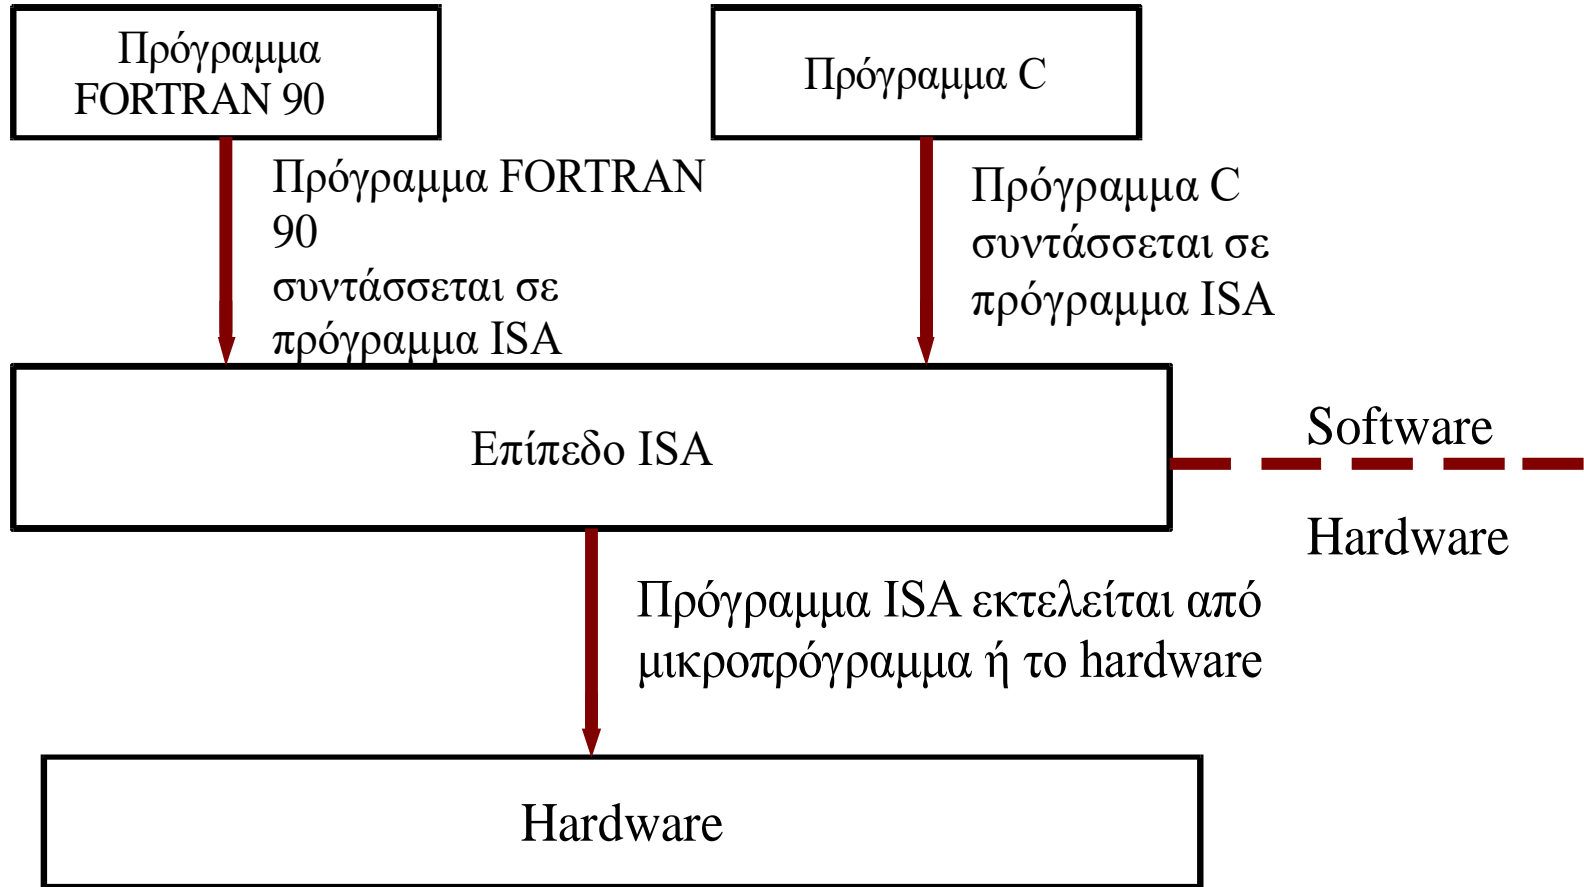 Πρόγραμμα
FORTRAN 90
Πρόγραμμα C
Πρόγραμμα FORTRAN
90
συντάσσεται σε
πρόγραμμα ISA
Πρόγραμμα C
συντάσσεται σε
πρόγραμμα ISA
Επίπεδο ISA
Software
Hardware
Πρόγραμμα ISA εκτελείται από
μικροπρόγραμμα ή το hardware
Hardware